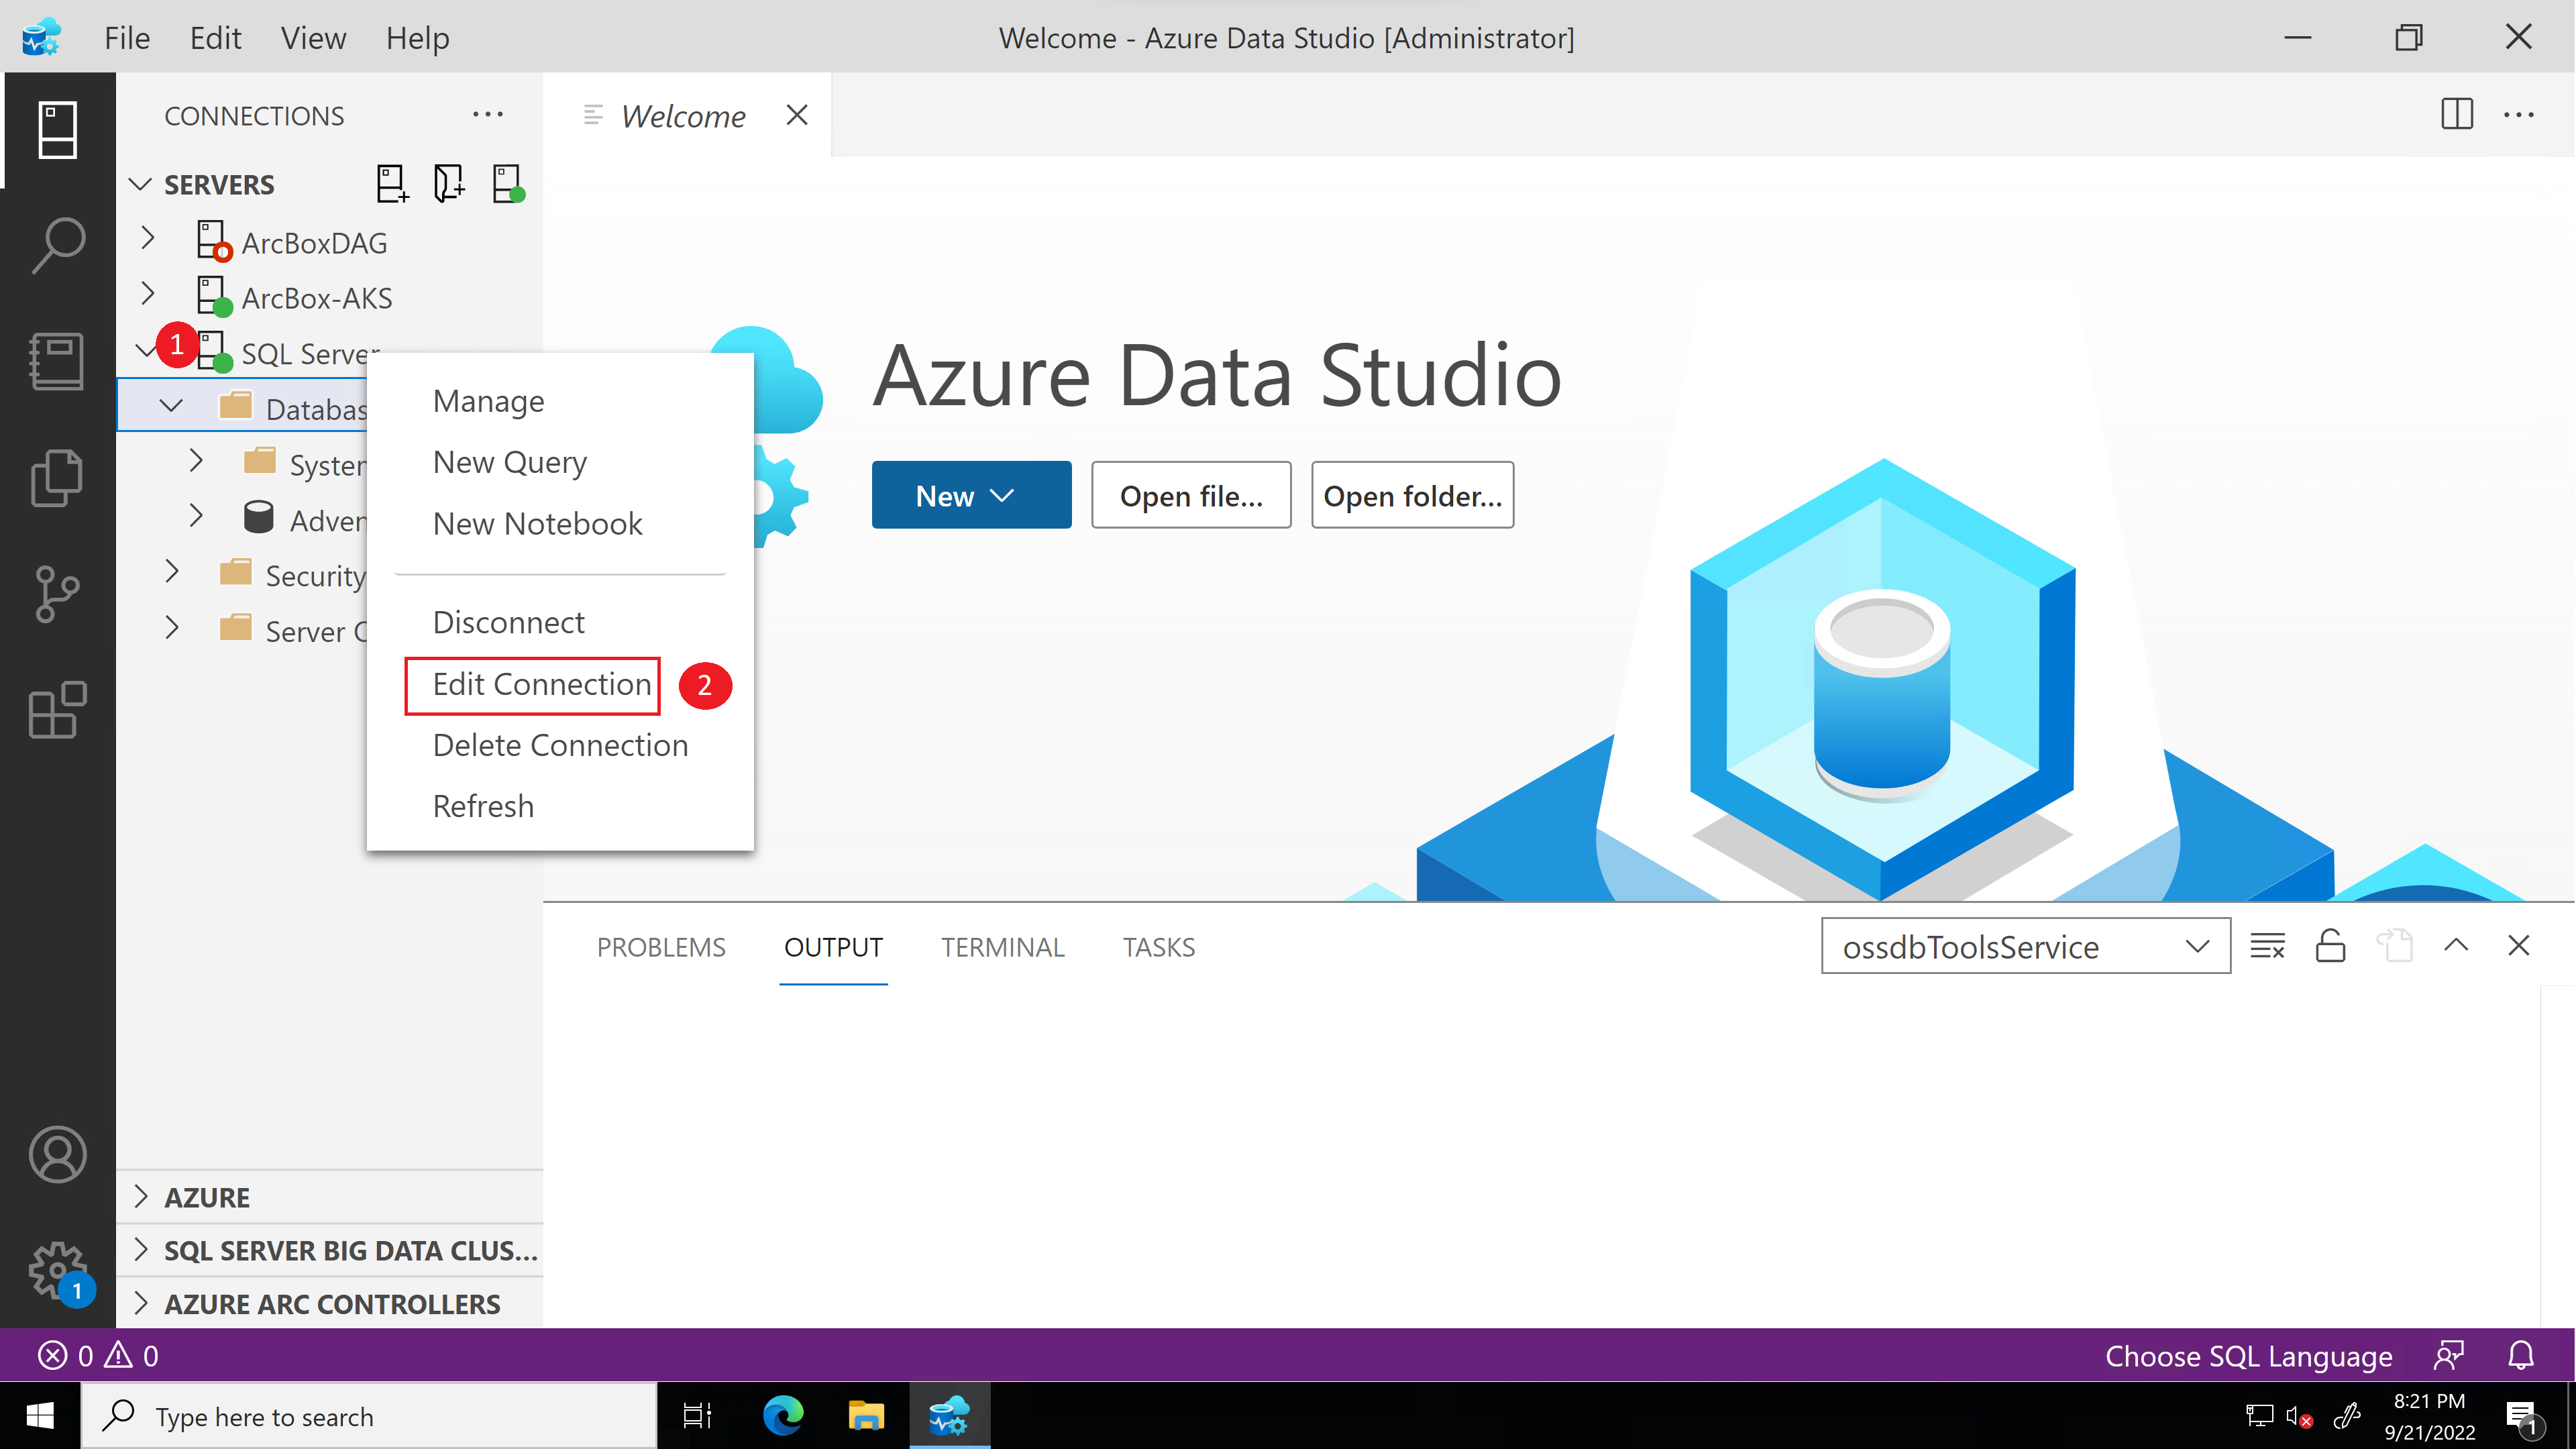 File Edit View Help
Welcome - Azure Data Studio [Administrator]
CONNECTIONS
Welcome
SERVERS
ArcBoxDAG
ArcBox-AKS
1
SQL Server
Databas
System
Adven
Security
Server
Manage
New Query
New Notebook
Disconnect
Edit Connection
2
Delete Connection
Refresh
Azure Data Studio
New
Open file...
Open folder...
PROBLEMS OUTPUT TERMINAL TASKS
ossdbToolsService
AZURE
SQL SERVER BIG DATA CLUS...
AZURE ARC CONTROLLERS
1
0 0
Choose SQL Language
Type here to search
8:21 PM
9/21/2022
1